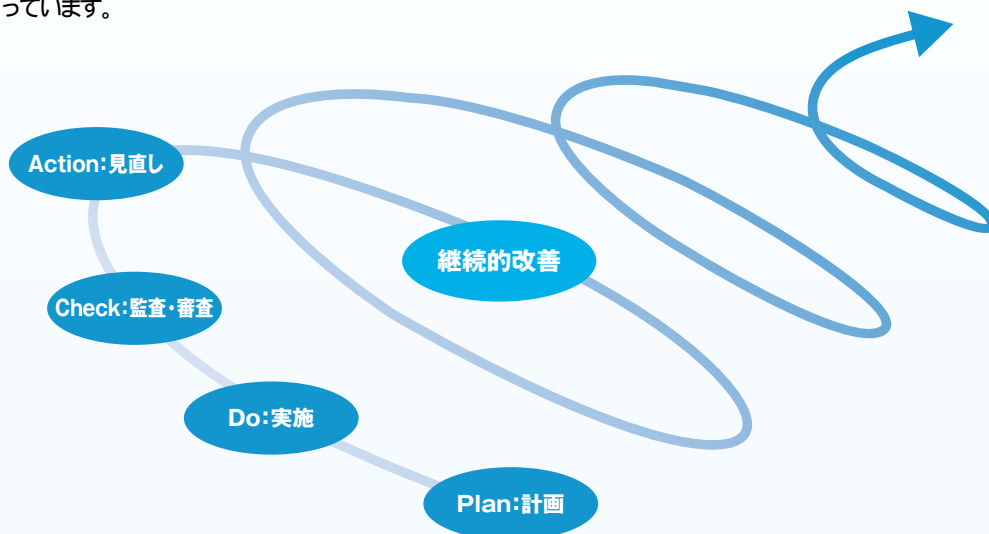 っています。
Action:見直し
継続的改善
Check:監査・審査
Do:実施
Plan:計画